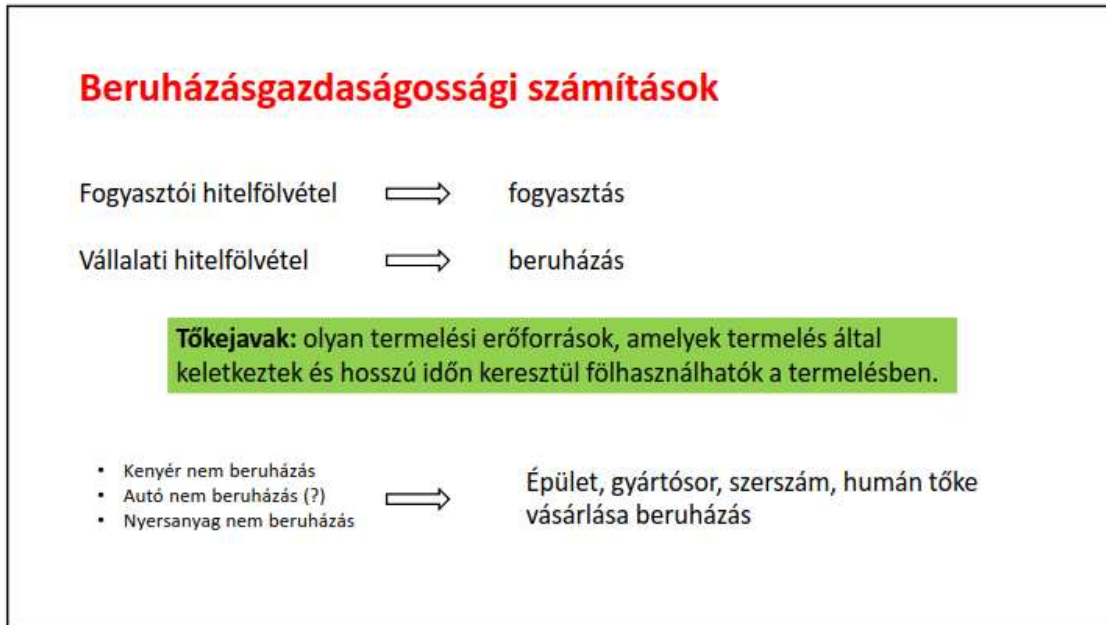 Beruházásgazdaságossági számítások
Fogyasztói hitelfölvétel fogyasztás
Vállalati hitelfölvétel beruházás
Tőkejavak: olyan termelési erőforrások, amelyek termelés által
keletkeztek és hosszú időn keresztül fölhasználhatók a termelésben.
• Kenyér nem beruházás
• Autó nem beruházás (?)
• Nyersanyag nem beruházás
Épület, gyártósor, szerszám, humán tőke
vásárlása beruházás